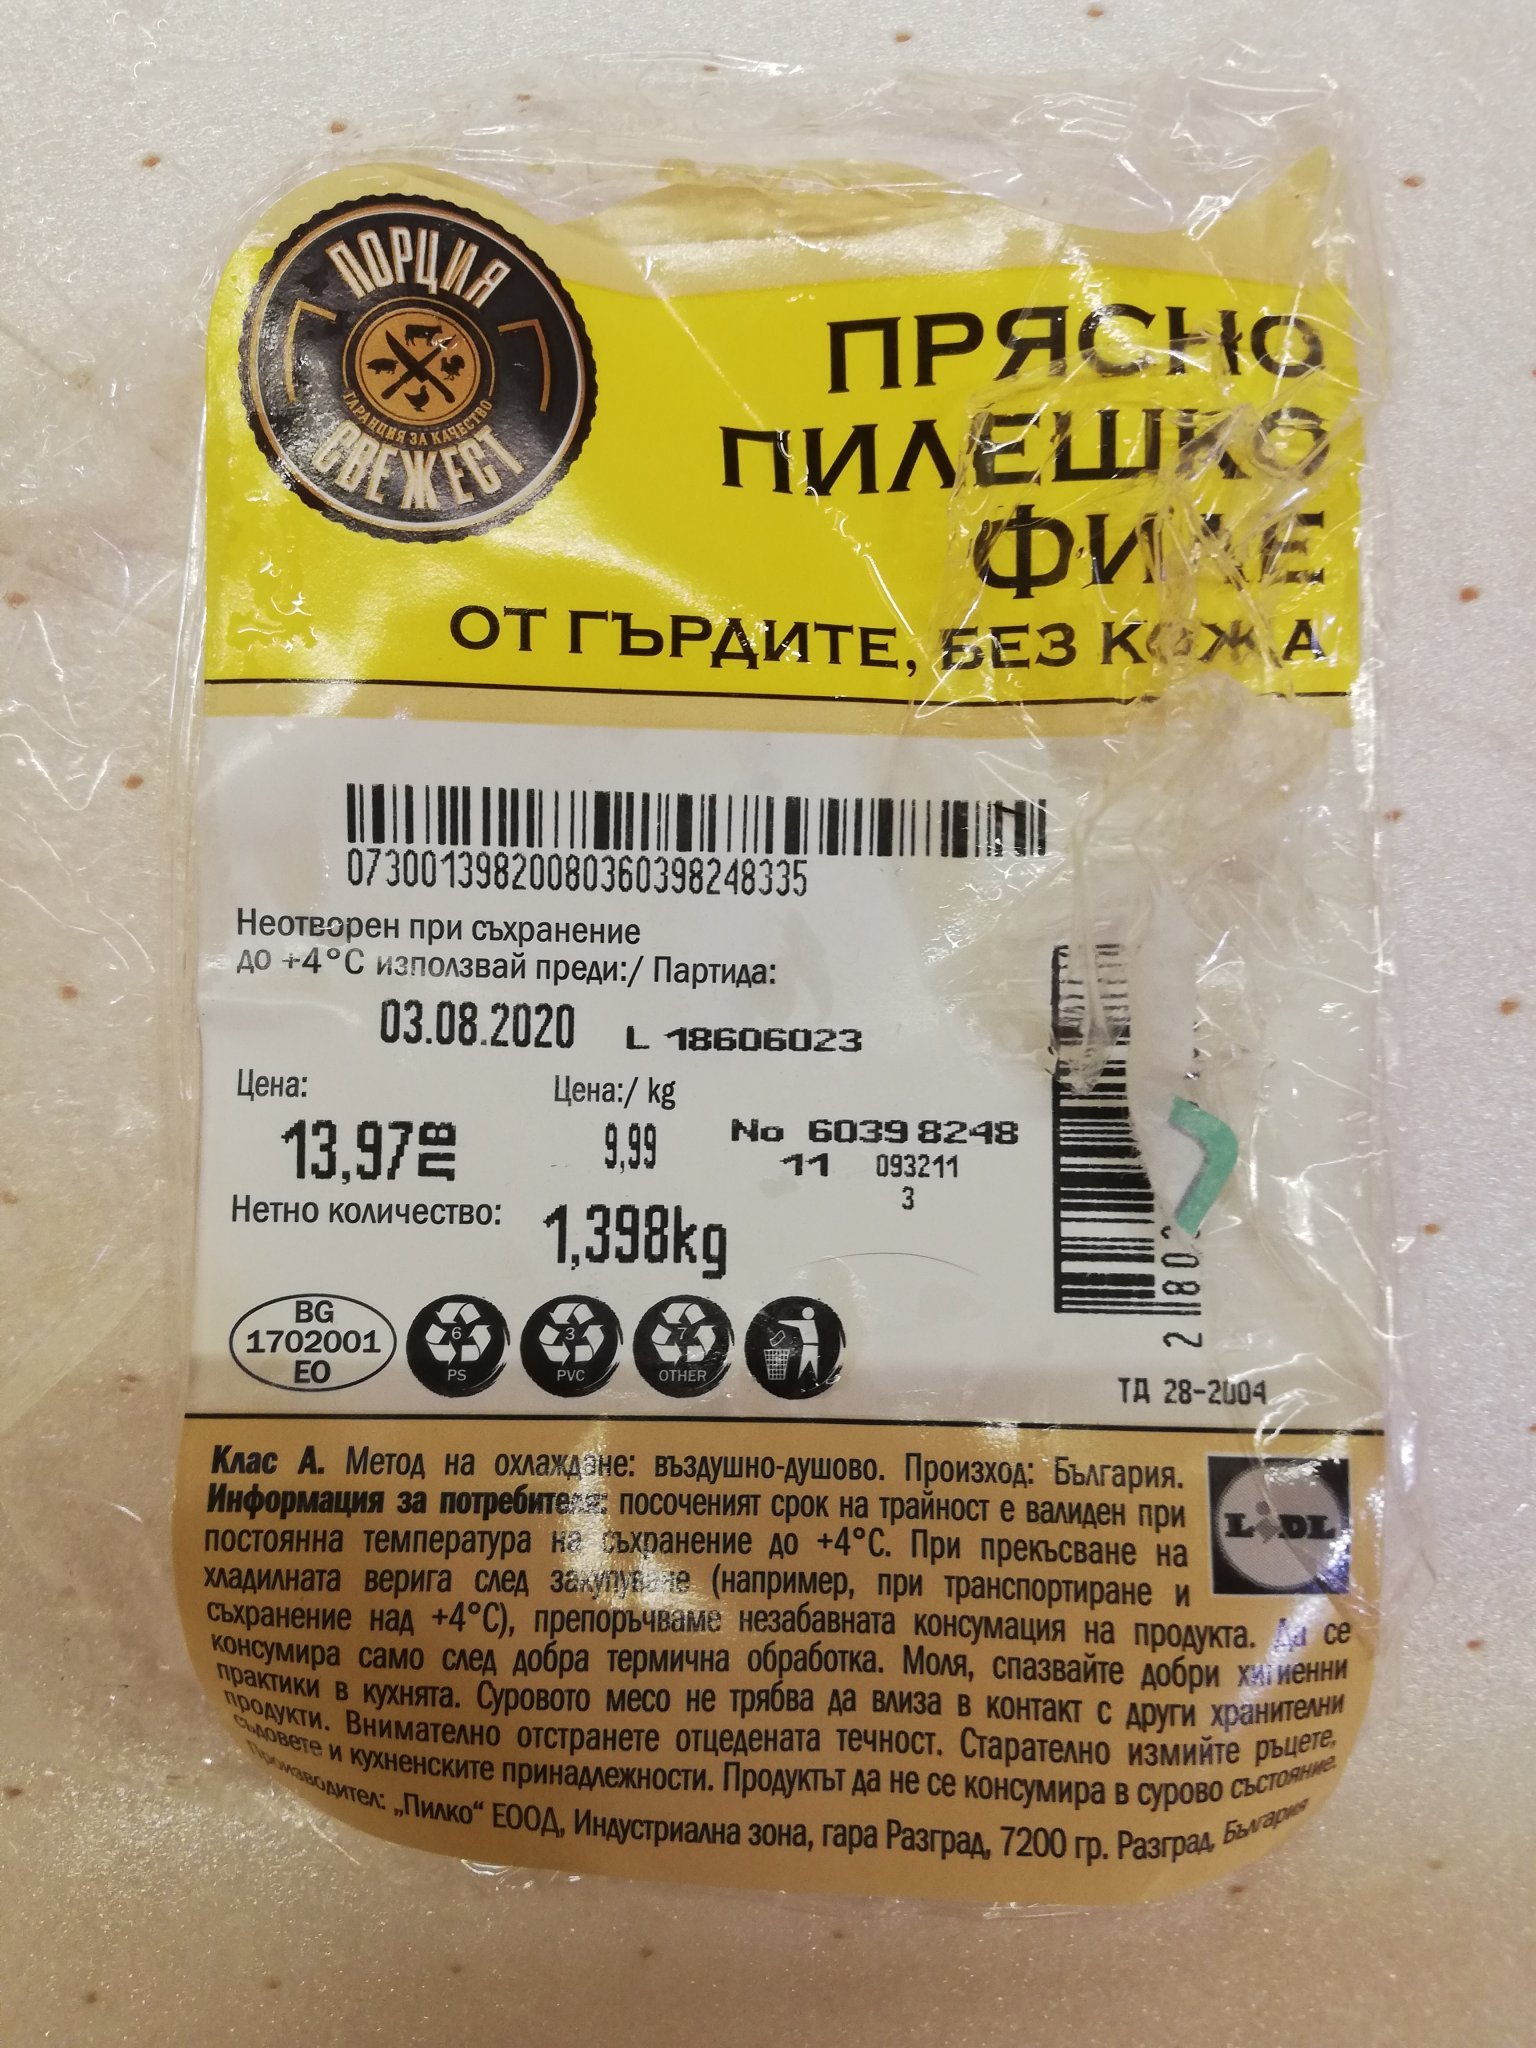 ПОРЦИЯ
ГАРАНЦИЯ ЗА КАЧЕСТВО
СВЕЖЕСТ
ПРЯСНО
ПИЛЕШКО
ФИЛЕ
ОТ ГЪРДИТЕ, БЕЗ КОЖА
07300139820080360398248335
Неотворен при съхранение
до +4°C използвай преди:/ Партида:
03.08.2020 L 18606023
Цена: Цена:/ kg
13,97ЛВ 9,99 No 60398248
11 093211
3
Нетно количество: 1,398kg
BG
1702001
EO
6
PS
3
PVC
7
OTHER
2 802
ТД 28-2004
Клас А. Метод на охлаждане: въздушно-душово. Произход: България.
Информация за потребителя: посоченият срок на трайност е валиден при
постоянна температура на съхранение до +4°C. При прекъсване на
хладилната верига след закупуване (например, при транспортиране и
съхранение над +4°C), препоръчваме незабавната консумация на продукта. Да се
консумира само след добра термична обработка. Моля, спазвайте добри хигиенни
практики в кухнята. Суровото месо не трябва да влиза в контакт с други хранителни
продукти. Внимателно отстранете отцедената течност. Старателно измийте ръцете,
съдовете и кухненските принадлежности. Продуктът да не се консумира в сурово състояние.
Производител: „Пилко“ ЕООД, Индустриална зона, гара Разград, 7200 гр. Разград, България
LIDL